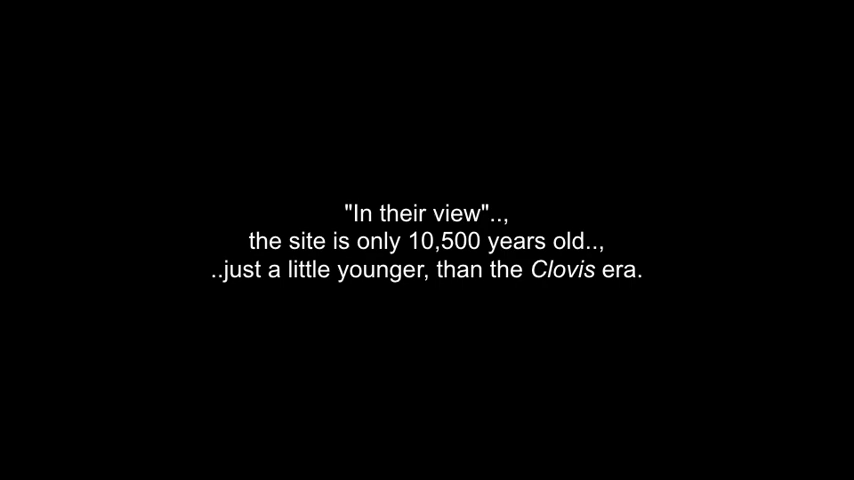 "In their view"..,
the site is only 10,500 years old..,
..just a little younger, than the Clovis era.